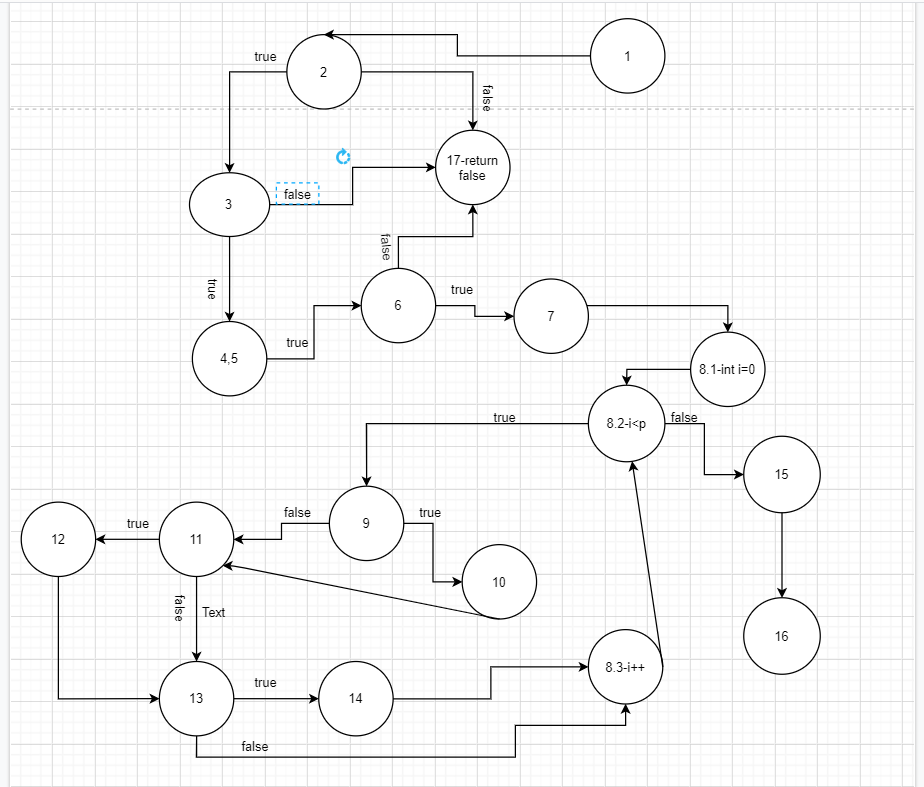 1
2
true
false
17-return
false
3
false
true
4,5
true
false
6
true
7
8.1-int i=0
8.2-i<p
true
false
15
9
false
true
11
true
12
10
false
Text
16
8.3-i++
13
true
14
false